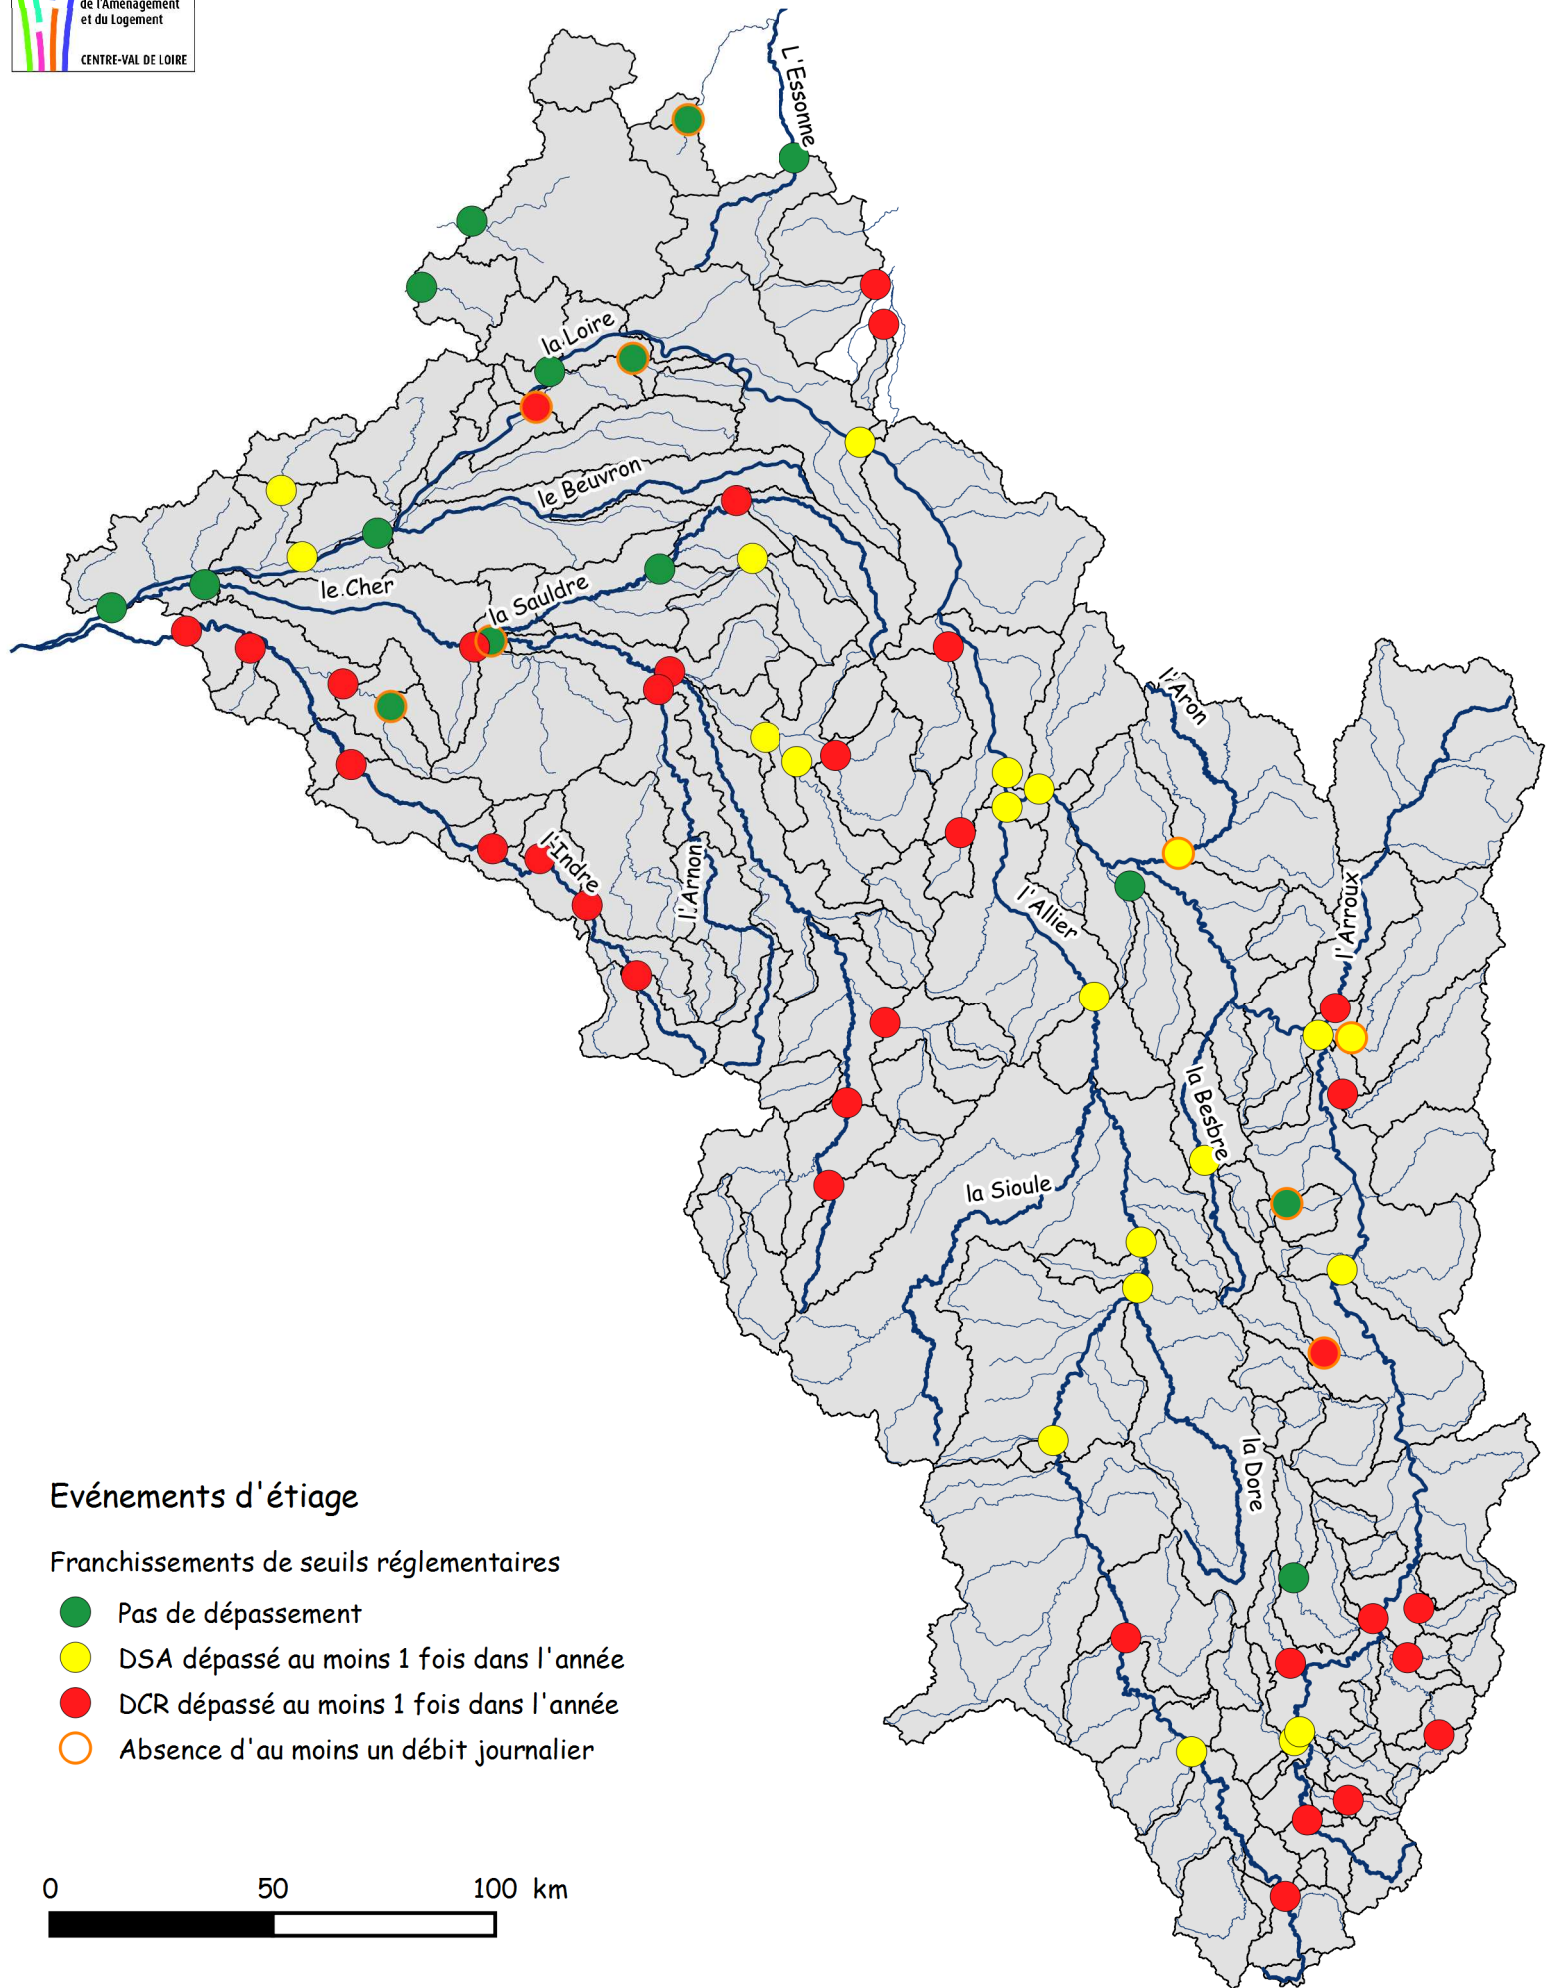 de l'Aménagement
et du Logement
CENTRE-VAL DE LOIRE
L'Essonne
la Loire
le Beuvron
le Cher
la Sauldre
l'Aron
l'Indre
l'Arnon
l'Allier
l'Arroux
la Besbre
la Sioule
la Dore
Evénements d'étiage
Franchissements de seuils réglementaires
Pas de dépassement
DSA dépassé au moins 1 fois dans l'année
DCR dépassé au moins 1 fois dans l'année
Absence d'au moins un débit journalier
0 50 100 km